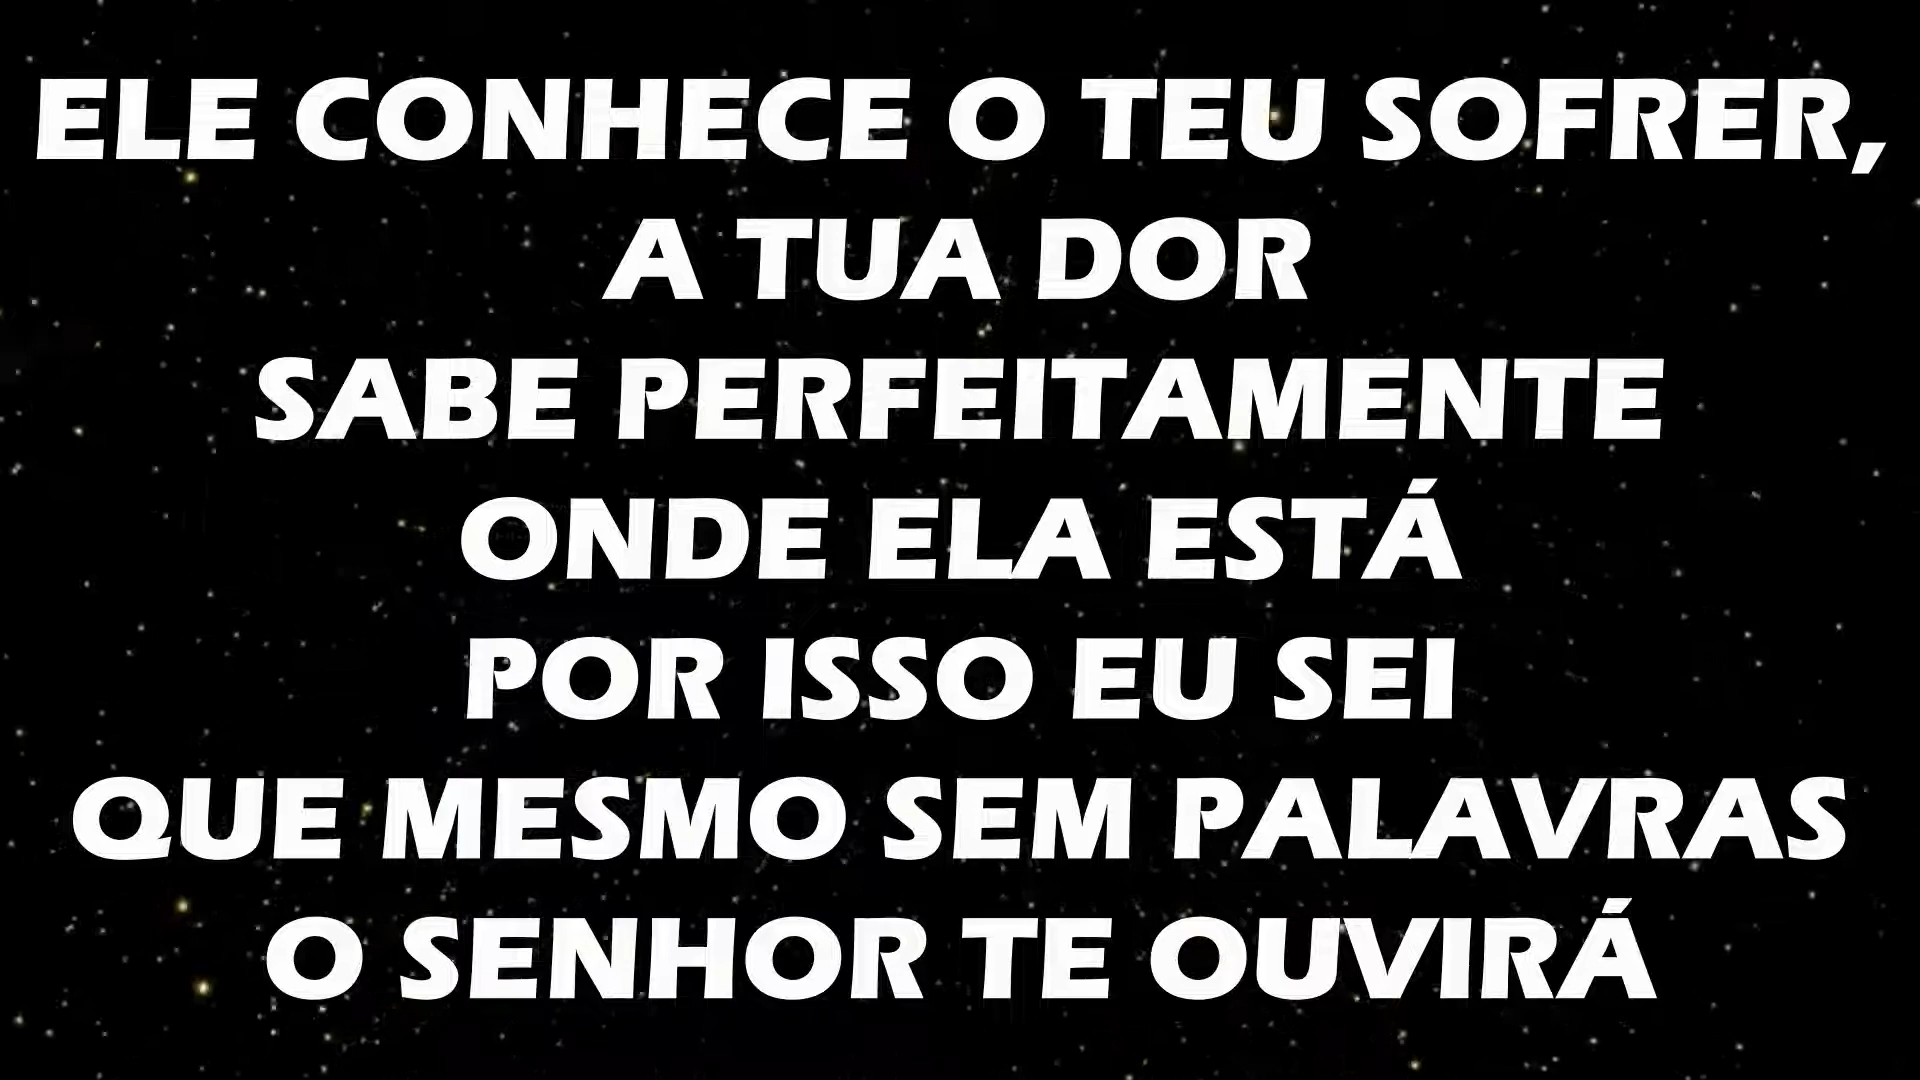 ELE CONHECE O TEU SOFRER,
A TUA DOR
SABE PERFEITAMENTE
ONDE ELA ESTÁ
POR ISSO EU SEI
QUE MESMO SEM PALAVRAS
O SENHOR TE OUVIRÁ